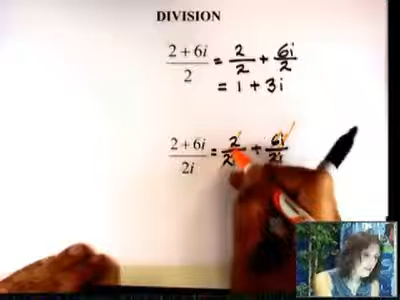 DIVISION
(2 + 6i)/2 = 2/2 + 6i/2
= 1 + 3i
(2 + 6i)/2i = 2/2i + 6i/2i